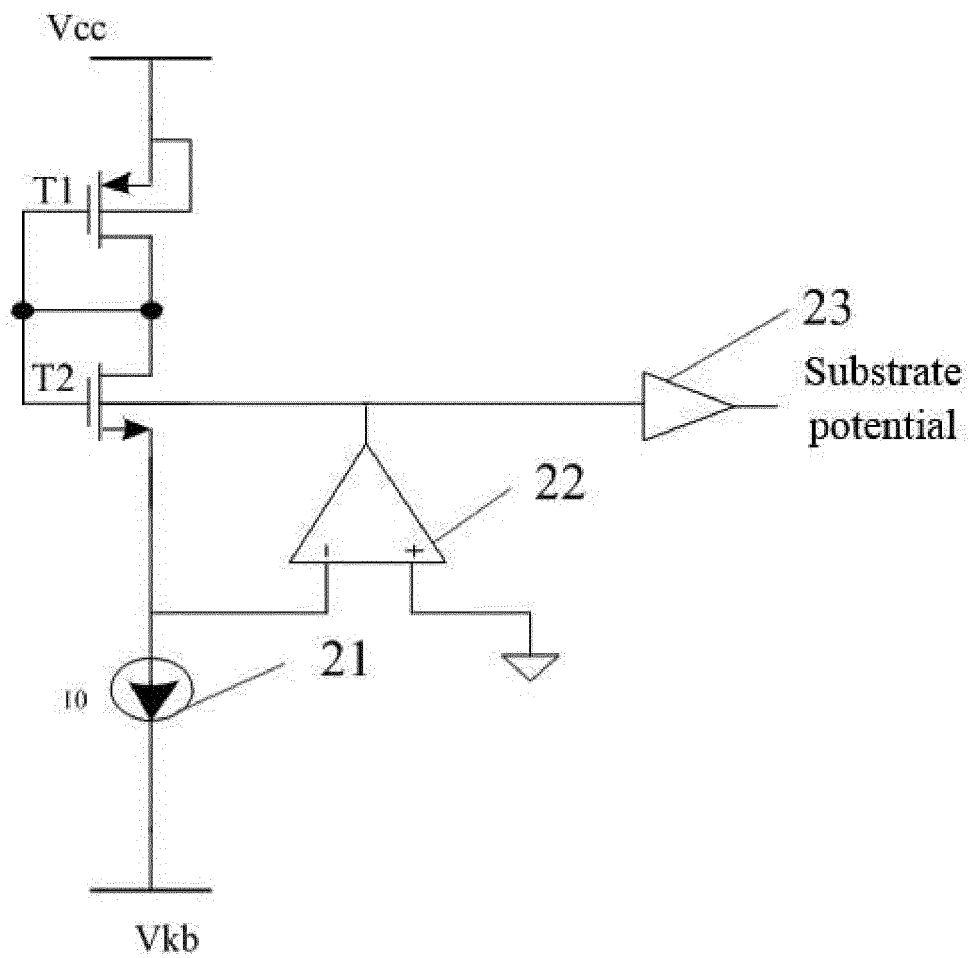 Vcc
T1
23
T2
Substrate
potential
22
- +
21
I0
Vkb